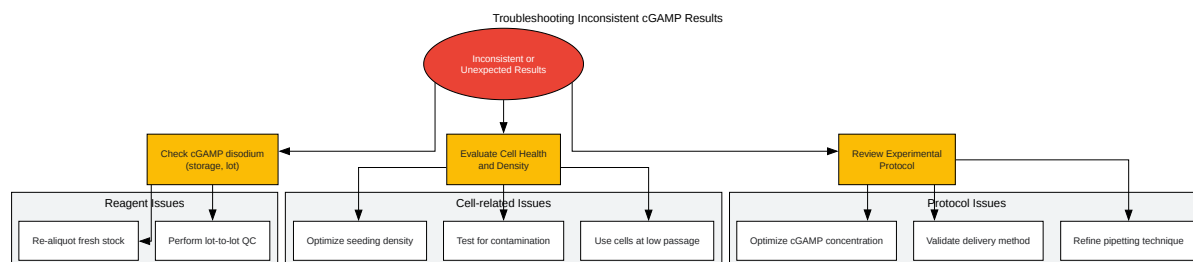 Troubleshooting Inconsistent cGAMP Results
Inconsistent or
Unexpected Results
Check cGAMP disodium
(storage, lot)
Evaluate Cell Health
and Density
Review Experimental
Protocol
Reagent Issues
Cell-related Issues
Protocol Issues
Re-aliquot fresh stock
Perform lot-to-lot QC
Optimize seeding density
Test for contamination
Use cells at low passage
Optimize cGAMP concentration
Validate delivery method
Refine pipetting technique